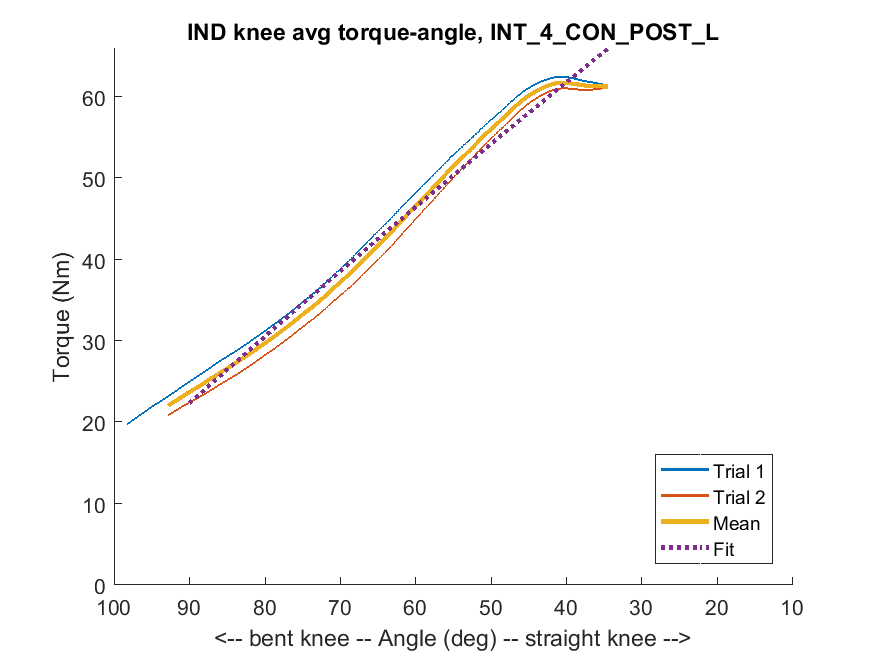 IND knee avg torque-angle, INT_4_CON_POST_L
Torque (Nm)
60
50
40
30
20
10
0
100 90 80 70 60 50 40 30 20 10
<-- bent knee -- Angle (deg) -- straight knee -->
Trial 1
Trial 2
Mean
Fit